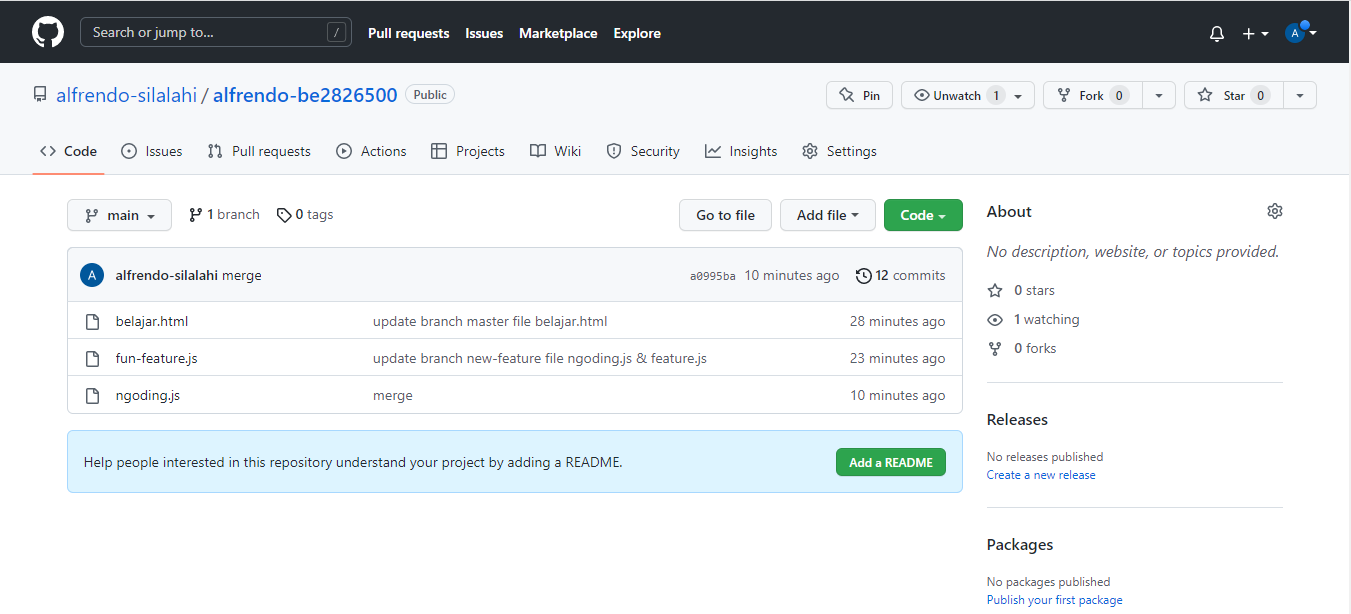 Search or jump to... /
Pull requests Issues Marketplace Explore
A
alfrendo-silalahi / alfrendo-be2826500 Public
Pin Unwatch 1 Fork 0 Star 0
Code Issues Pull requests Actions Projects Wiki Security Insights Settings
main 1 branch 0 tags
Go to file Add file Code
A alfrendo-silalahi merge a0995ba 10 minutes ago 12 commits
belajar.html update branch master file belajar.html 28 minutes ago
fun-feature.js update branch new-feature file ngoding.js & feature.js 23 minutes ago
ngoding.js merge 10 minutes ago
Help people interested in this repository understand your project by adding a README. Add a README
About
No description, website, or topics provided.
0 stars
1 watching
0 forks
Releases
No releases published
Create a new release
Packages
No packages published
Publish your first package